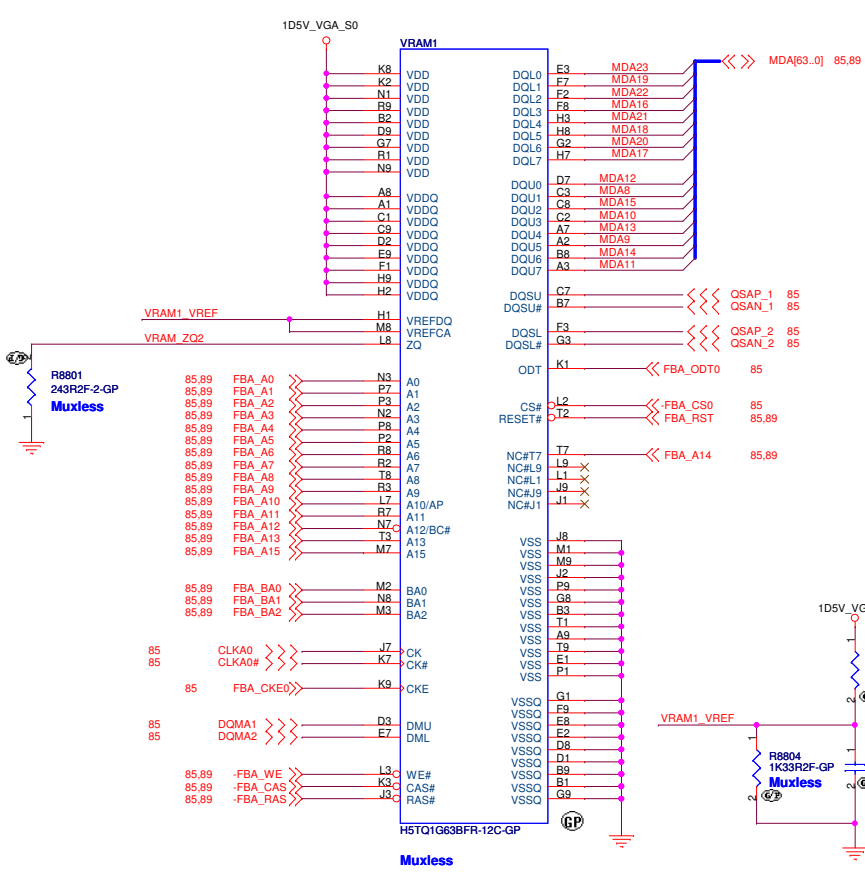 1D5V_VGA_S0
VRAM1
K8 VDD DQL0 E3 MDA23 MDA[63..0] 85,89
K2 VDD DQL1 F7 MDA19
N1 VDD DQL2 F2 MDA22
R9 VDD DQL3 F8 MDA16
B2 VDD DQL4 H3 MDA21
D9 VDD DQL5 H8 MDA18
G7 VDD DQL6 G2 MDA20
R1 VDD DQL7 H7 MDA17
N9 VDD
DQU0 D7 MDA12
A8 VDDQ DQU1 C3 MDA8
A1 VDDQ DQU2 C8 MDA15
C1 VDDQ DQU3 C2 MDA10
C9 VDDQ DQU4 A7 MDA13
D2 VDDQ DQU5 A2 MDA9
E9 VDDQ DQU6 B8 MDA14
F1 VDDQ DQU7 A3 MDA11
H9 VDDQ
H2 VDDQ DQSU C7 QSAP_1 85
DQSU# B7 QSAN_1 85
VRAM1_VREF H1 VREFDQ
M8 VREFCA DQSL F3 QSAP_2 85
VRAM_ZQ2 L8 ZQ DQSL# G3 QSAN_2 85
ODT K1 FBA_ODT0 85
2
R8801
243R2F-2-GP
Muxless
1
85,89 FBA_A0 N3 A0
85,89 FBA_A1 P7 A1
85,89 FBA_A2 P3 A2 CS# L2 -FBA_CS0 85
85,89 FBA_A3 N2 A3 RESET# T2 FBA_RST 85,89
85,89 FBA_A4 P8 A4
85,89 FBA_A5 P2 A5
85,89 FBA_A6 R8 A6 NC#T7 T7 FBA_A14 85,89
85,89 FBA_A7 R2 A7 NC#L9 L9
85,89 FBA_A8 T8 A8 NC#L1 L1
85,89 FBA_A9 R3 A9 NC#J9 J9
85,89 FBA_A10 L7 A10/AP NC#J1 J1
85,89 FBA_A11 R7 A11
85,89 FBA_A12 N7 A12/BC#
85,89 FBA_A13 T3 A13 VSS J8
85,89 FBA_A15 M7 A15 VSS M1
VSS M9
VSS J2
85,89 FBA_BA0 M2 BA0 VSS P9
85,89 FBA_BA1 N8 BA1 VSS G8
85,89 FBA_BA2 M3 BA2 VSS B3
VSS T1
VSS A9
85 CLKA0 J7 CK VSS T9
85 CLKA0# K7 CK# VSS E1
VSS P1
85 FBA_CKE0 K9 CKE
VSSQ G1
VSSQ F9
85 DQMA1 D3 DMU VSSQ E8
85 DQMA2 E7 DML VSSQ E2
VSSQ D8
VSSQ D1
85,89 -FBA_WE L3 WE# VSSQ B9
85,89 -FBA_CAS K3 CAS# VSSQ B1
85,89 -FBA_RAS J3 RAS# VSSQ G9
H5TQ1G63BFR-12C-GP
GP
Muxless
1D5V_VG
1
2
VRAM1_VREF
1
R8804
1K33R2F-GP
Muxless
2
1
2